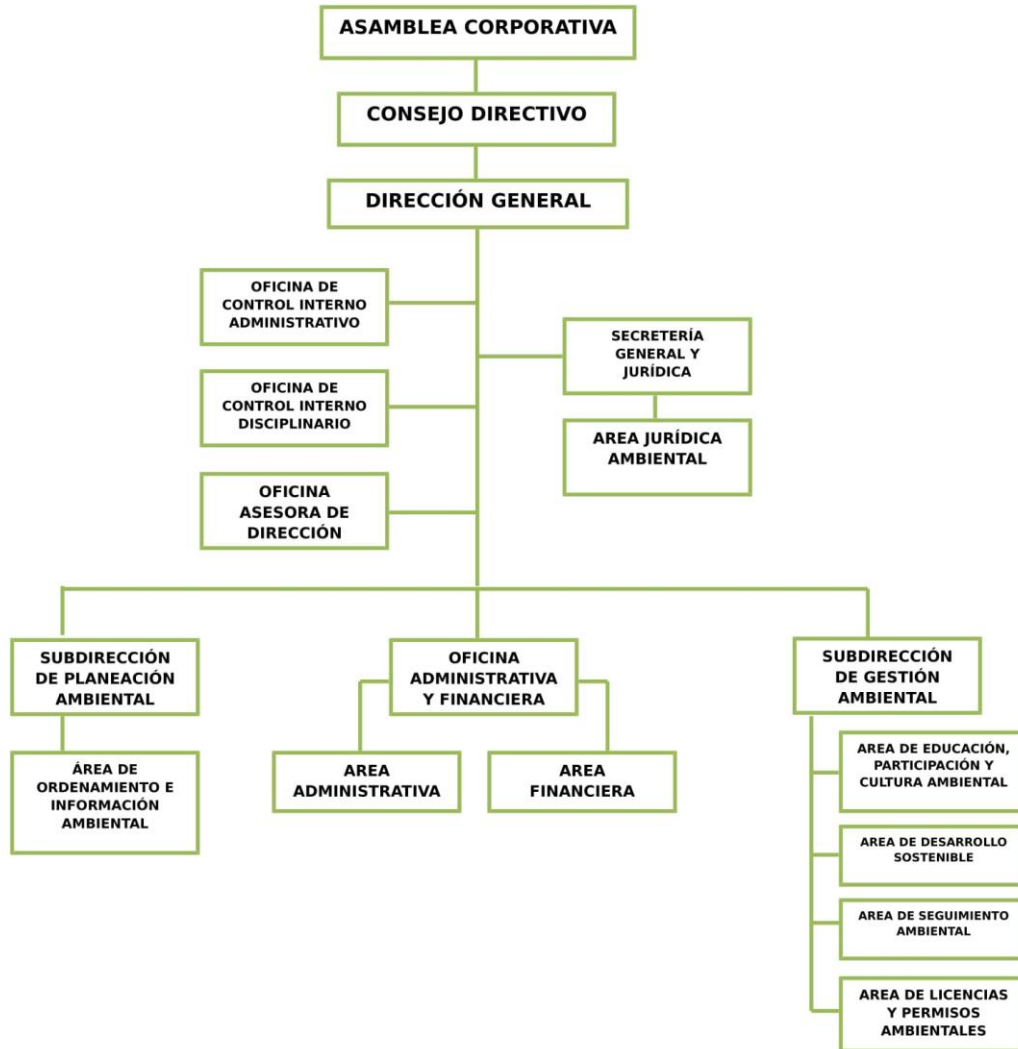 ASAMBLEA CORPORATIVA
CONSEJO DIRECTIVO
DIRECCIÓN GENERAL
OFICINA DE
CONTROL INTERNO
ADMINISTRATIVO
SECRETERÍA
GENERAL Y
JURÍDICA
OFICINA DE
CONTROL INTERNO
DISCIPLINARIO
AREA JURÍDICA
AMBIENTAL
OFICINA
ASESORA DE
DIRECCIÓN
SUBDIRECCIÓN
DE PLANEACIÓN
AMBIENTAL
OFICINA
ADMINISTRATIVA
Y FINANCIERA
SUBDIRECCIÓN
DE GESTIÓN
AMBIENTAL
ÁREA DE
ORDENAMIENTO E
INFORMACIÓN
AMBIENTAL
AREA
ADMINISTRATIVA
AREA
FINANCIERA
AREA DE EDUCACIÓN,
PARTICIPACIÓN Y
CULTURA AMBIENTAL
AREA DE DESARROLLO
SOSTENIBLE
AREA DE SEGUIMIENTO
AMBIENTAL
AREA DE LICENCIAS
Y PERMISOS
AMBIENTALES